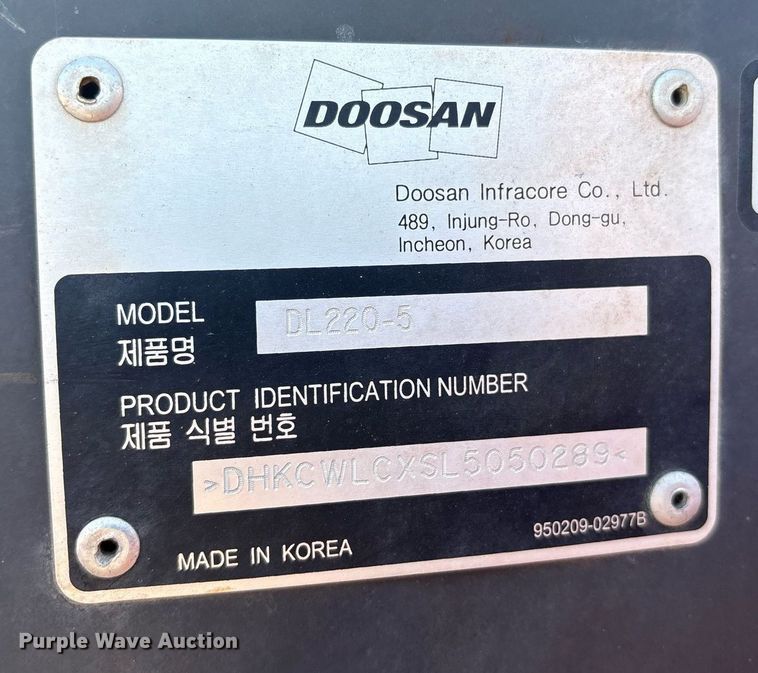 DOOSAN
Doosan Infracore Co., Ltd.
489, Injung-Ro, Dong-gu,
Incheon, Korea
MODEL DL220-5
제품명
PRODUCT IDENTIFICATION NUMBER
제품 식별 번호
>DHKCWLCXSL5050289<
MADE IN KOREA
950209-02977B
Purple Wave Auction